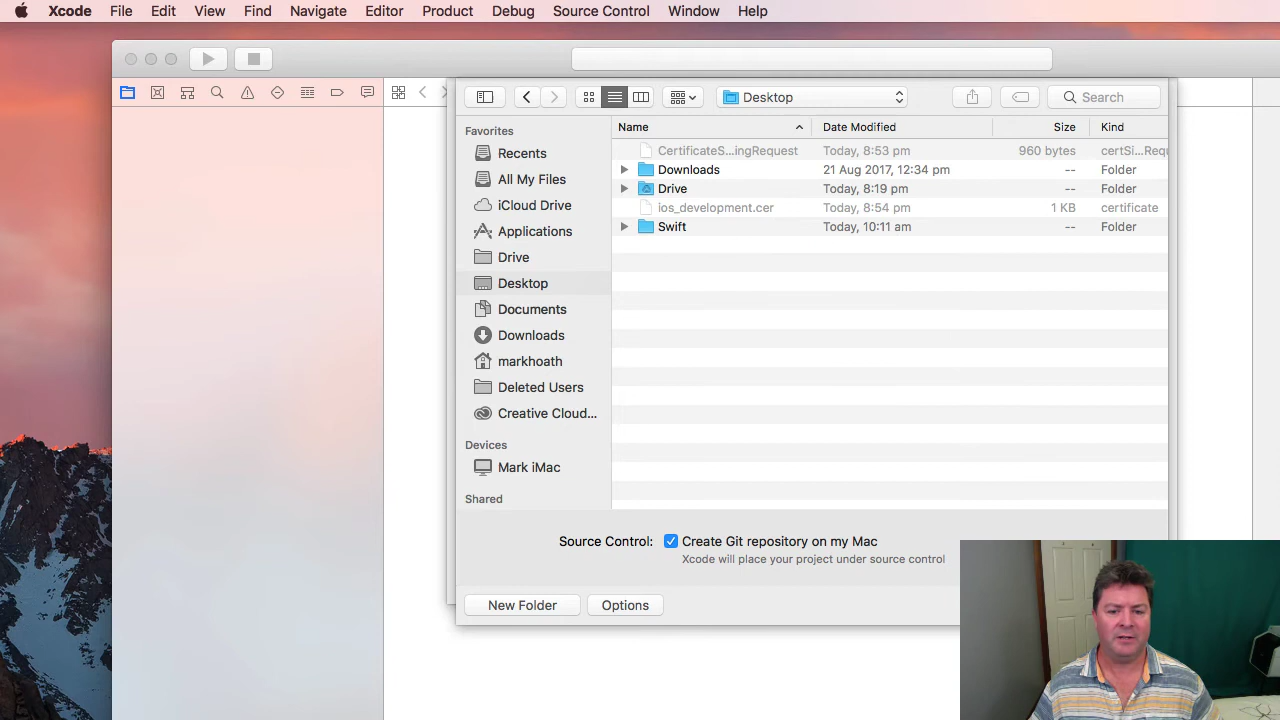 Xcode File Edit View Find Navigate Editor Product Debug Source Control Window Help
Desktop
Search
Favorites
Recents
All My Files
iCloud Drive
Applications
Drive
Desktop
Documents
Downloads
markhoath
Deleted Users
Creative Cloud...
Devices
Mark iMac
Shared
Name Date Modified Size Kind
CertificateS...ingRequest Today, 8:53 pm 960 bytes certSi...Requ
Downloads 21 Aug 2017, 12:34 pm -- Folder
Drive Today, 8:19 pm -- Folder
ios_development.cer Today, 8:54 pm 1 KB certificate
Swift Today, 10:11 am -- Folder
Source Control: Create Git repository on my Mac
Xcode will place your project under source control
New Folder Options